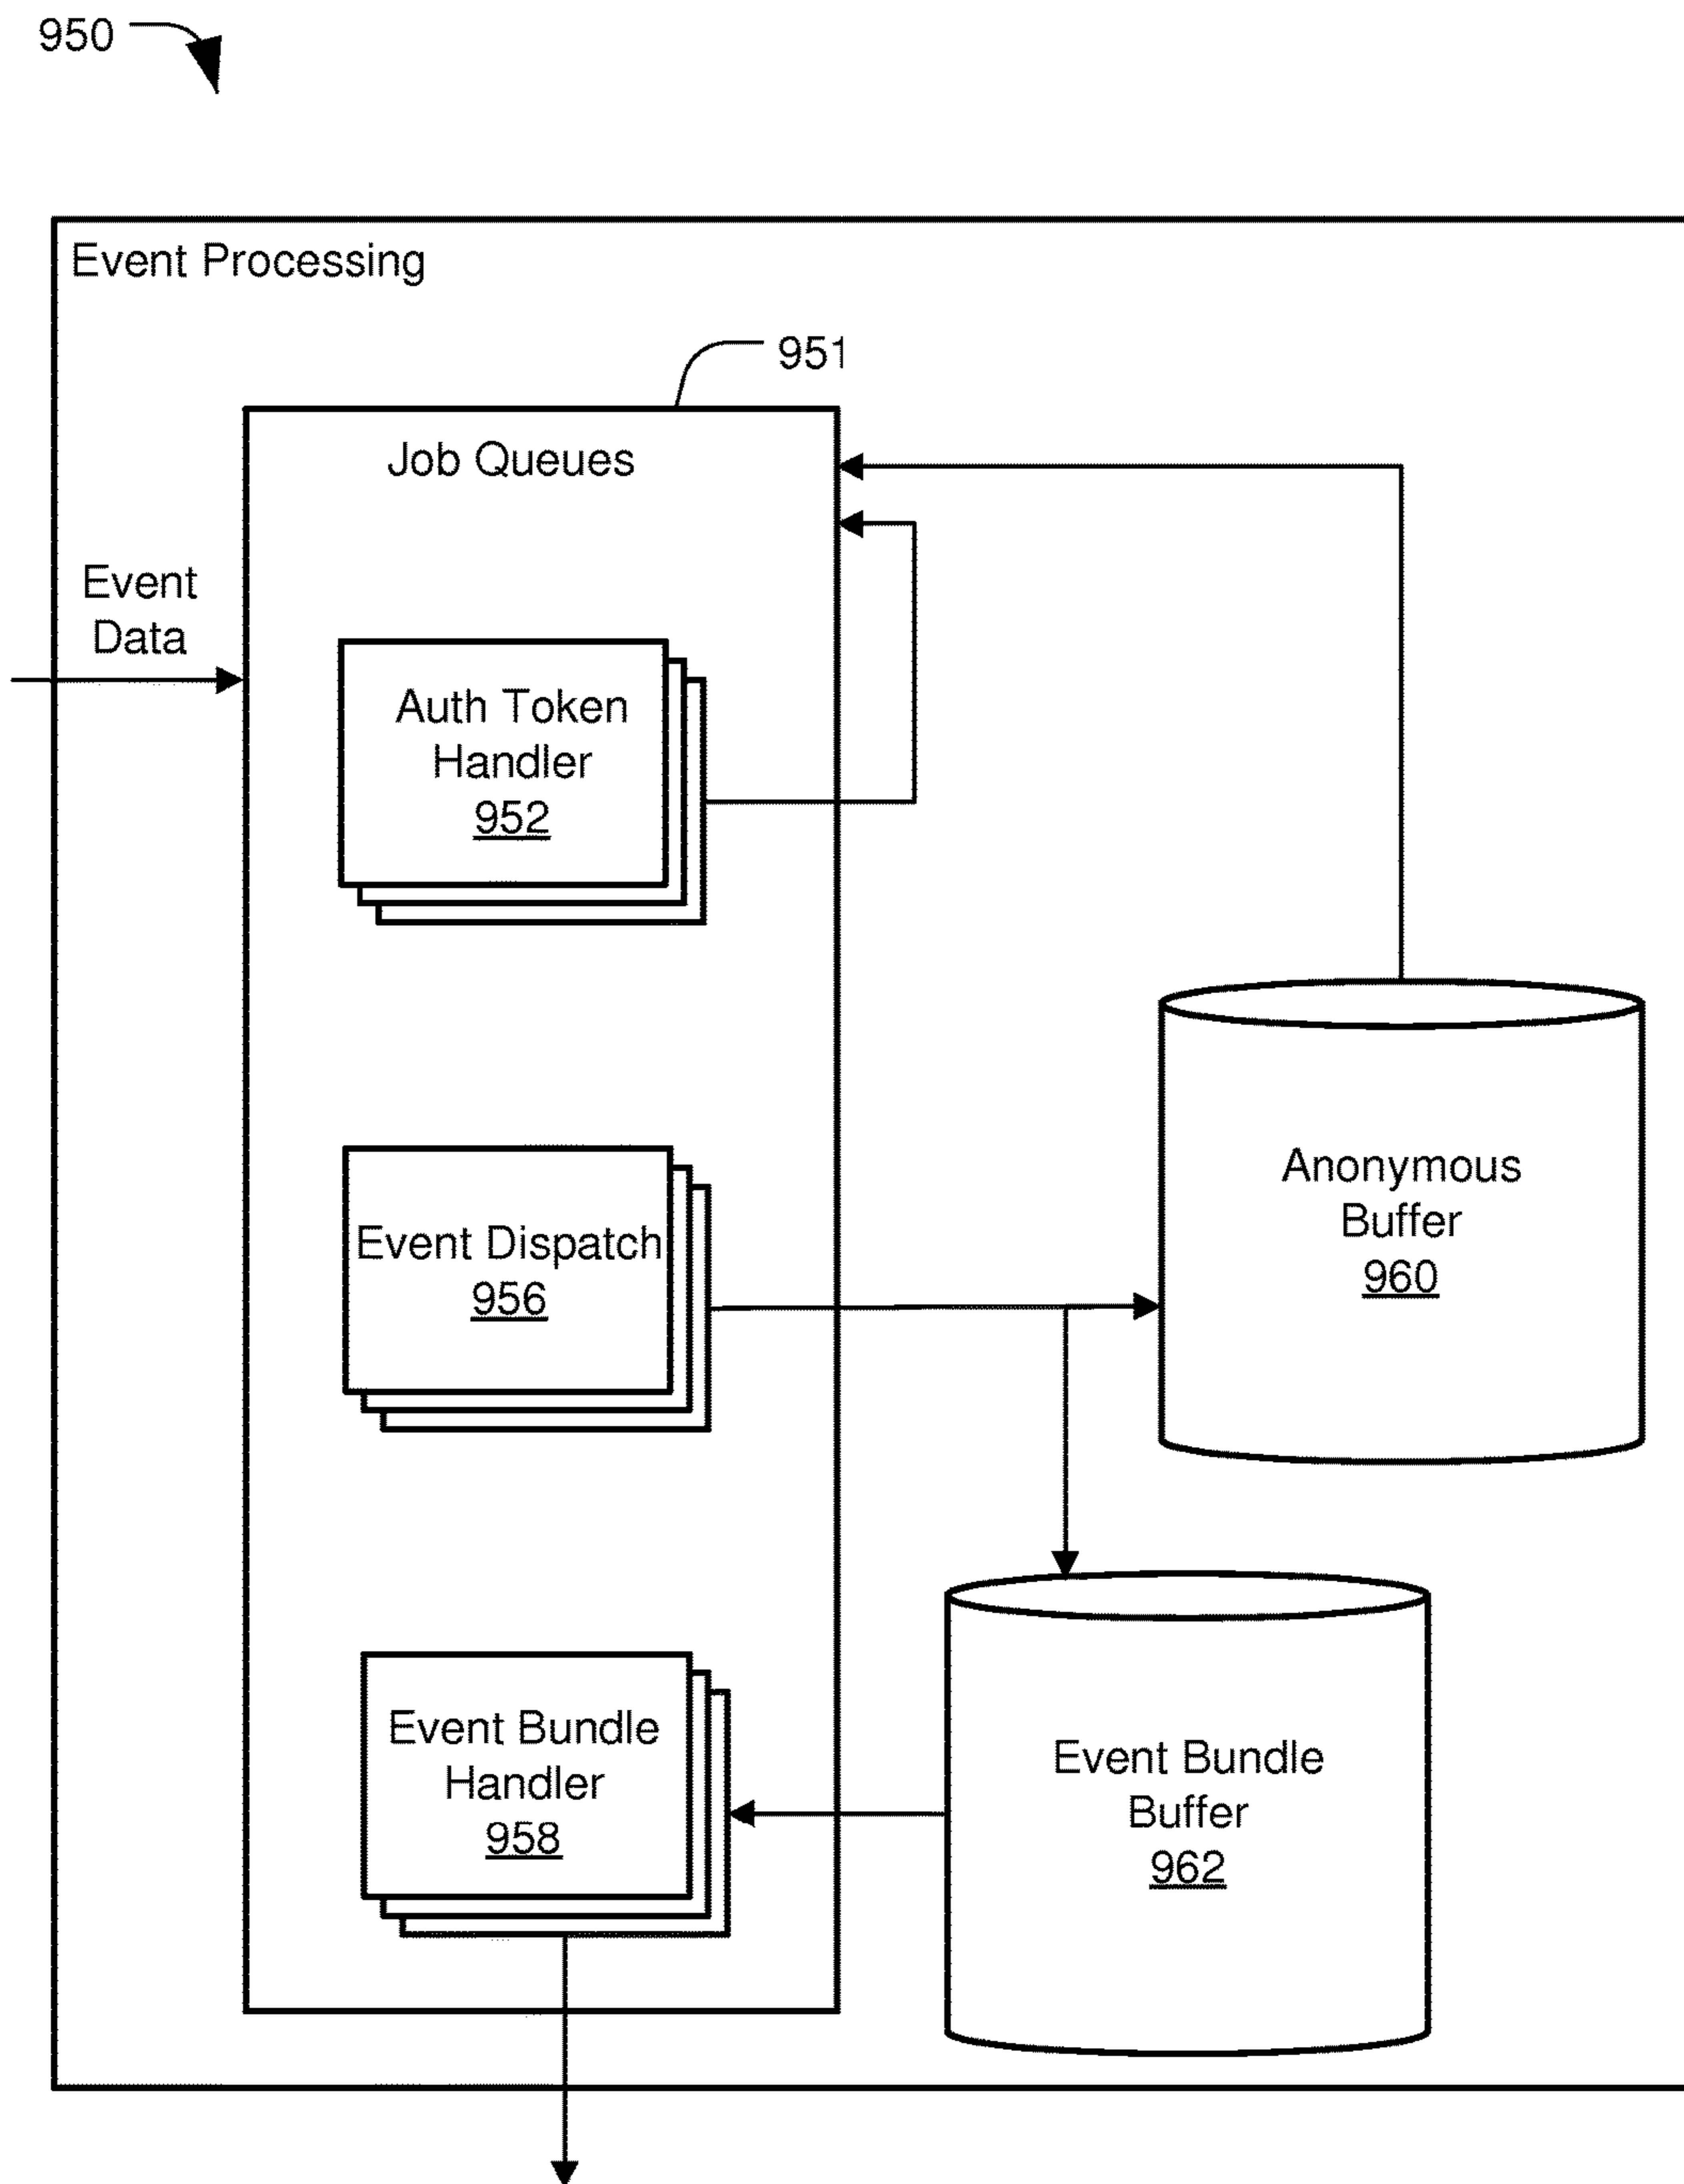 950
Event Processing
951
Job Queues
Event
Data
Auth Token
Handler
952
Anonymous
Buffer
960
Event Dispatch
956
Event Bundle
Handler
958
Event Bundle
Buffer
962